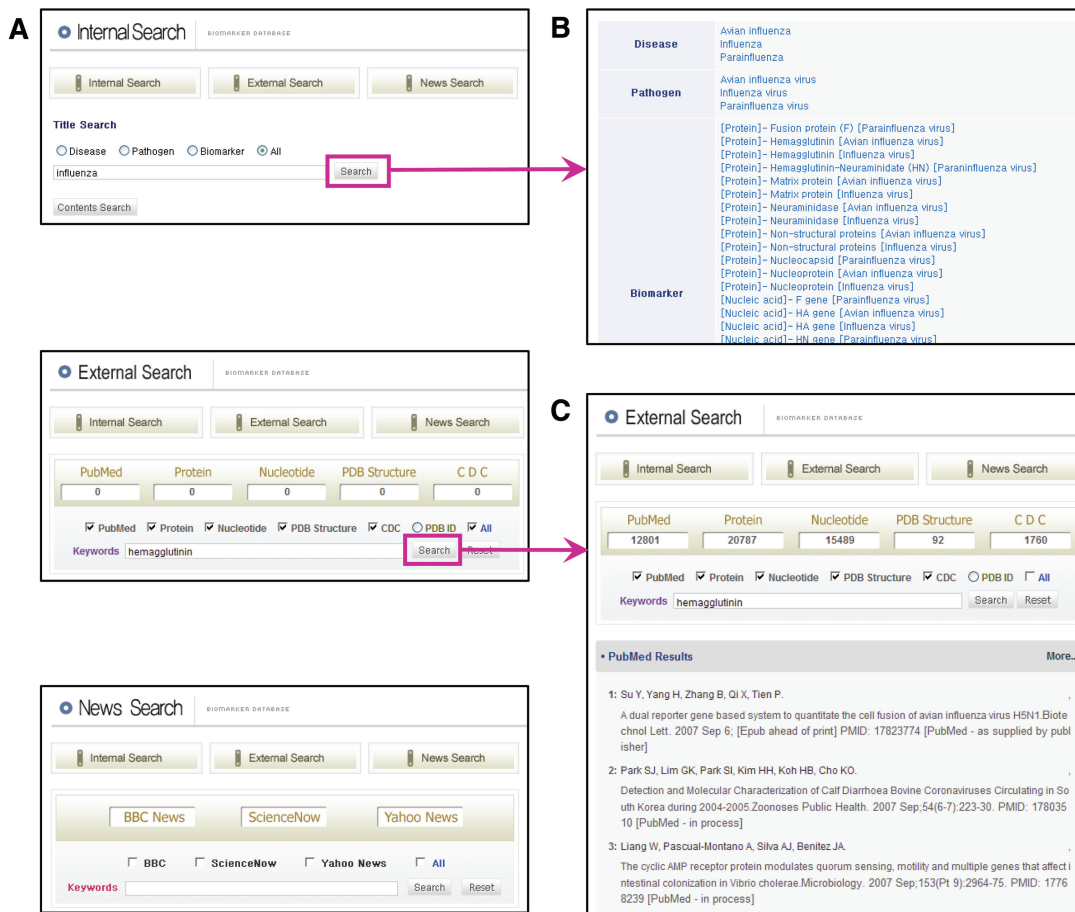 A
Internal Search
BIOMARKER DATABASE
Internal Search
External Search
News Search
Title Search
Disease Pathogen Biomarker All
influenza
Search
Contents Search
External Search
BIOMARKER DATABASE
Internal Search
External Search
News Search
PubMed Protein Nucleotide PDB Structure C D C
0 0 0 0 0
PubMed Protein Nucleotide PDB Structure CDC PDB ID All
Keywords hemagglutinin Search Reset
News Search
BIOMARKER DATABASE
Internal Search
External Search
News Search
BBC News ScienceNow Yahoo News
BBC ScienceNow Yahoo News All
Keywords Search Reset
B
Disease
Avian influenza
Influenza
Parainfluenza
Pathogen
Avian influenza virus
Influenza virus
Parainfluenza virus
Biomarker
[Protein]- Fusion protein (F) [Parainfluenza virus]
[Protein]- Hemagglutinin [Avian influenza virus]
[Protein]- Hemagglutinin [Influenza virus]
[Protein]- Hemagglutinin-Neuraminidate (HN) [Paraninfluenza virus]
[Protein]- Matrix protein [Avian influenza virus]
[Protein]- Matrix protein [Influenza virus]
[Protein]- Neuraminidase [Avian influenza virus]
[Protein]- Neuraminidase [Influenza virus]
[Protein]- Non-structural proteins [Avian influenza virus]
[Protein]- Non-structural proteins [Influenza virus]
[Protein]- Nucleocapsid [Parainfluenza virus]
[Protein]- Nucleoprotein [Avian influenza virus]
[Protein]- Nucleoprotein [Influenza virus]
[Nucleic acid]- F gene [Parainfluenza virus]
[Nucleic acid]- HA gene [Avian influenza virus]
[Nucleic acid]- HA gene [Influenza virus]
[Nucleic acid]- HN gene [Parainfluenza virus]
C
External Search
BIOMARKER DATABASE
Internal Search
External Search
News Search
PubMed Protein Nucleotide PDB Structure C D C
12801 20787 15489 92 1760
PubMed Protein Nucleotide PDB Structure CDC PDB ID All
Keywords hemagglutinin Search Reset
• PubMed Results More..
1: Su Y, Yang H, Zhang B, Qi X, Tien P. ,
A dual reporter gene based system to quantitate the cell fusion of avian influenza virus H5N1.Biote
chnol Lett. 2007 Sep 6; [Epub ahead of print] PMID: 17823774 [PubMed - as supplied by publ
isher]
2: Park SJ, Lim GK, Park SI, Kim HH, Koh HB, Cho KO. ,
Detection and Molecular Characterization of Calf Diarrhoea Bovine Coronaviruses Circulating in So
uth Korea during 2004-2005.Zoonoses Public Health. 2007 Sep;54(6-7):223-30. PMID: 178035
10 [PubMed - in process]
3: Liang W, Pascual-Montano A, Silva AJ, Benitez JA. ,
The cyclic AMP receptor protein modulates quorum sensing, motility and multiple genes that affect i
ntestinal colonization in Vibrio cholerae.Microbiology. 2007 Sep;153(Pt 9):2964-75. PMID: 1776
8239 [PubMed - in process]